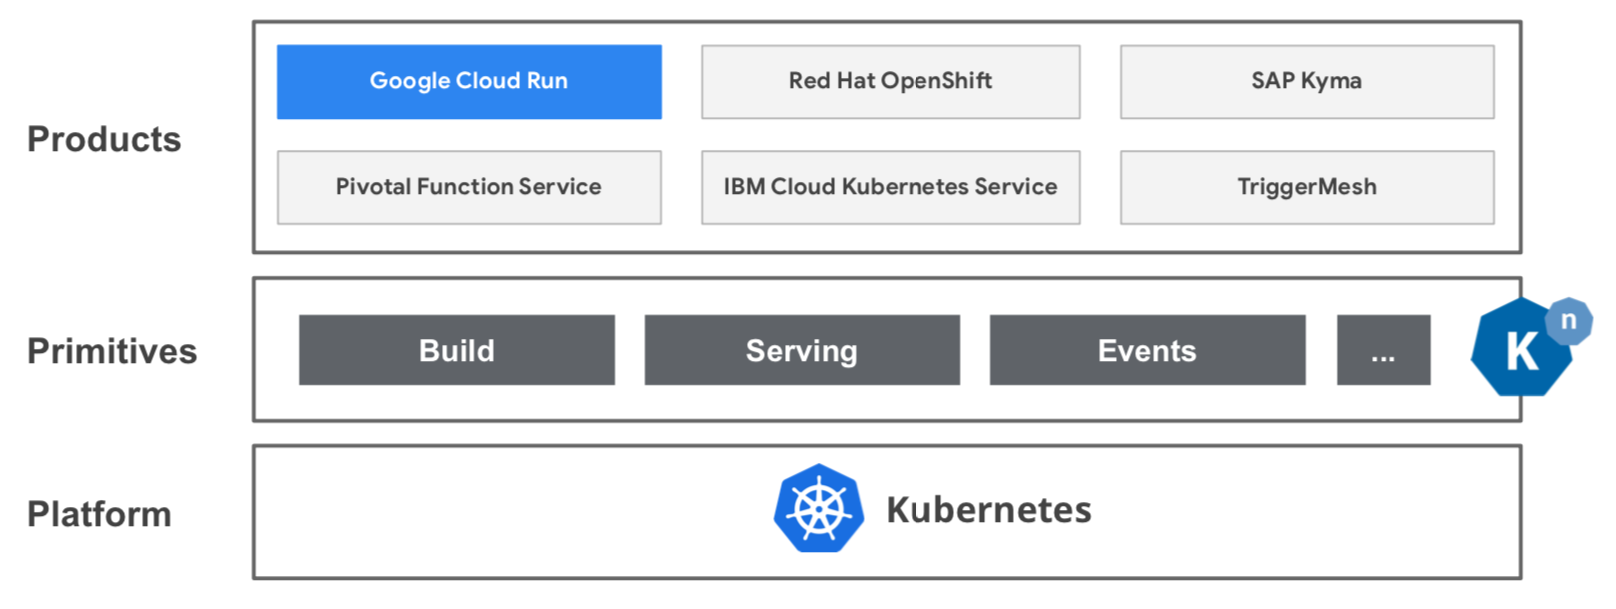 Products
Google Cloud Run
Red Hat OpenShift
SAP Kyma
Pivotal Function Service
IBM Cloud Kubernetes Service
TriggerMesh
Primitives
Build
Serving
Events
...
K
n
Platform
Kubernetes